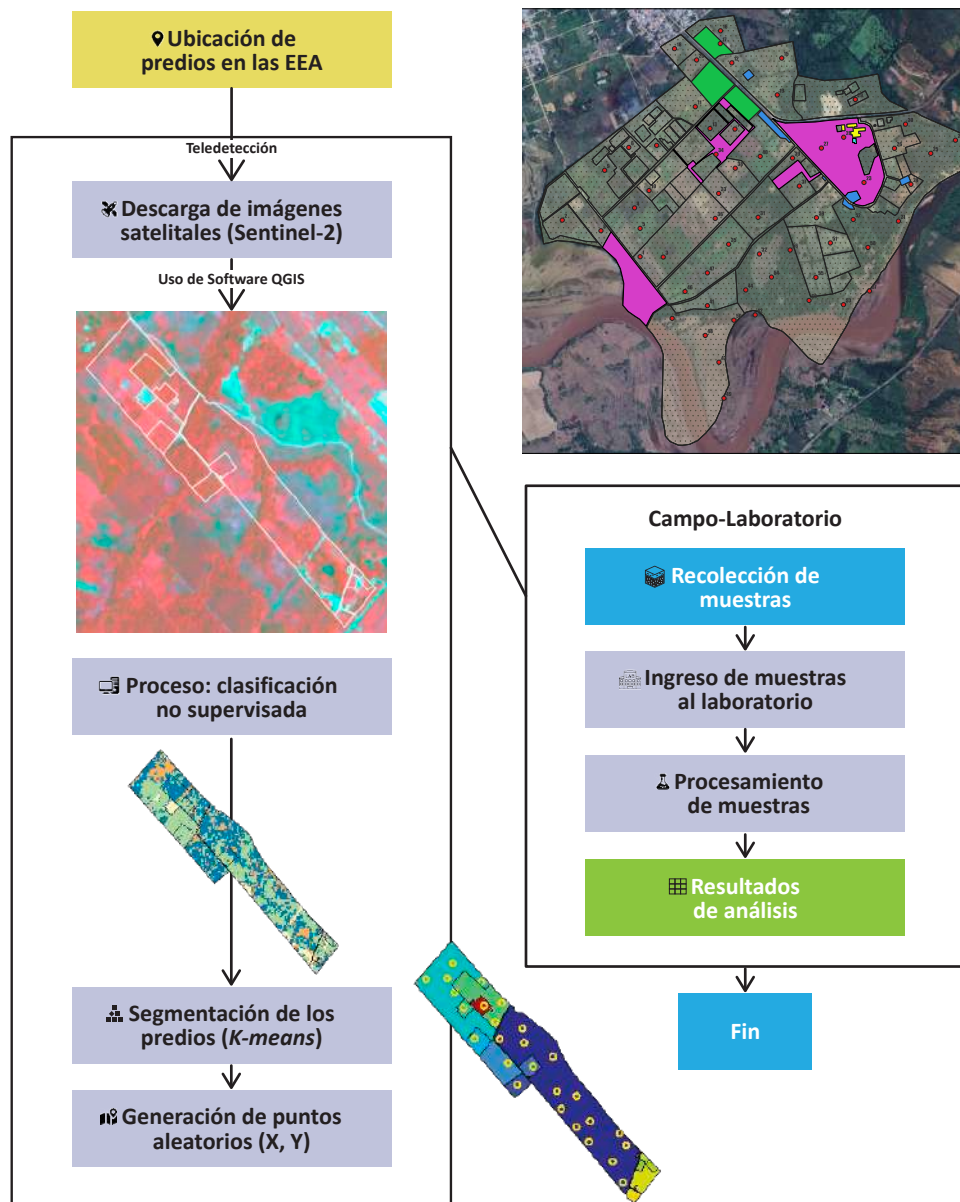 Ubicación de
predios en las EEA
Teledetección
Descarga de imágenes
satelitales (Sentinel-2)
Uso de Software QGIS
Proceso: clasificación
no supervisada
Segmentación de los
predios (K-means)
Generación de puntos
aleatorios (X, Y)
Campo-Laboratorio
Recolección de
muestras
Ingreso de muestras
al laboratorio
Procesamiento
de muestras
Resultados
de análisis
Fin